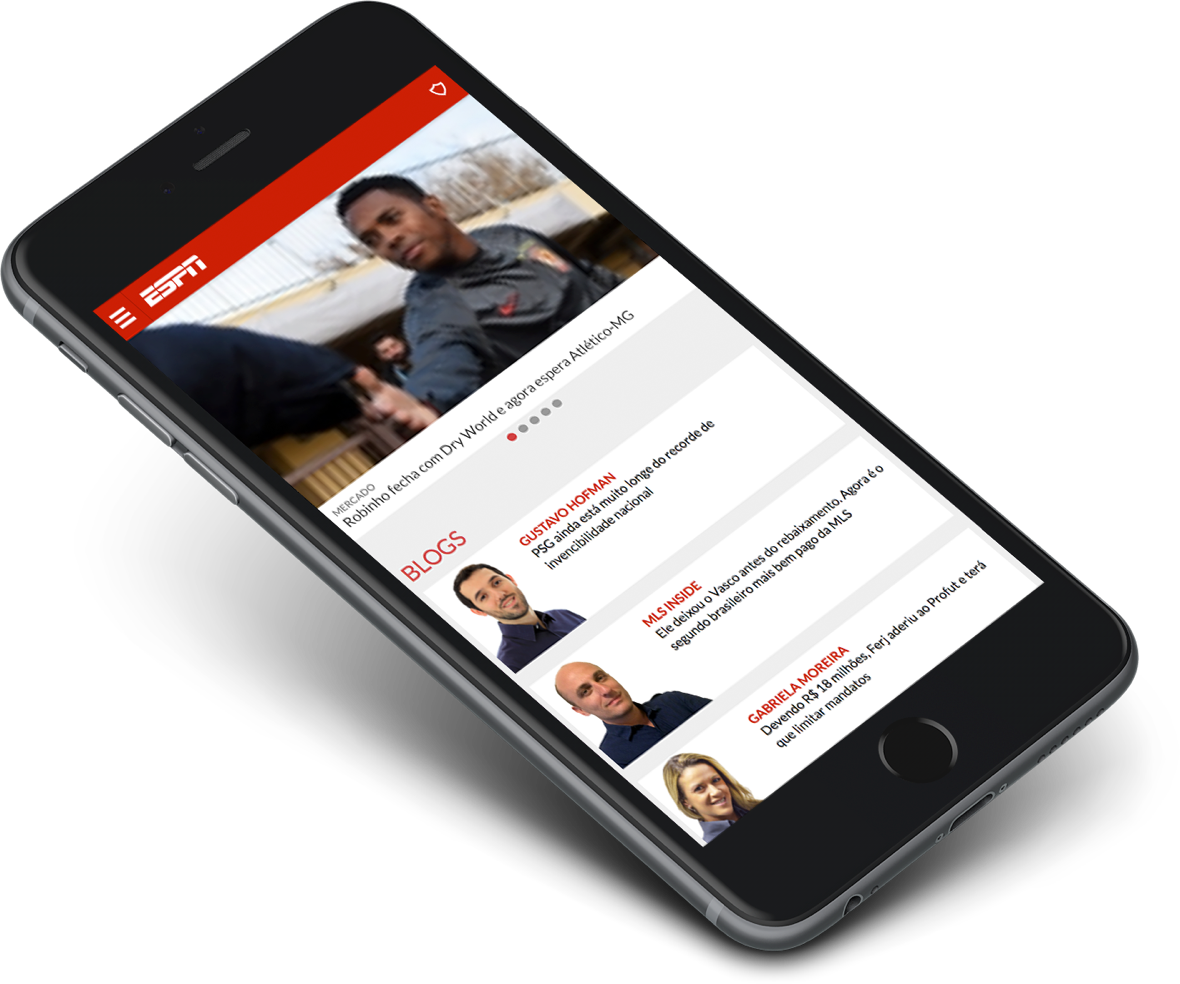 ESPN
MERCADO
Robinho fecha com Dry World e agora espera Atlético-MG
BLOGS
GUSTAVO HOFMAN
PSG ainda está muito longe do recorde de
invencibilidade nacional
MLS INSIDE
Ele deixou o Vasco antes do rebaixamento. Agora é o
segundo brasileiro mais bem pago da MLS
GABRIELA MOREIRA
Devendo R$ 18 milhões, Ferj aderiu ao Profut e terá
que limitar mandatos